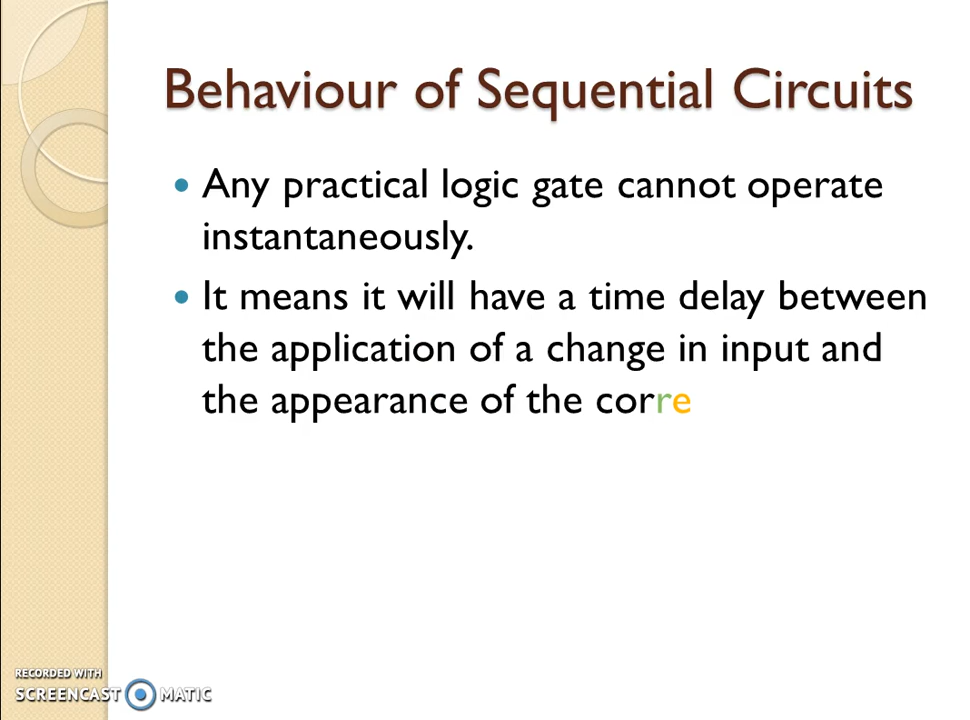 Behaviour of Sequential Circuits
• Any practical logic gate cannot operate
instantaneously.
• It means it will have a time delay between
the application of a change in input and
the appearance of the corre
RECORDED WITH
SCREENCAST MATIC